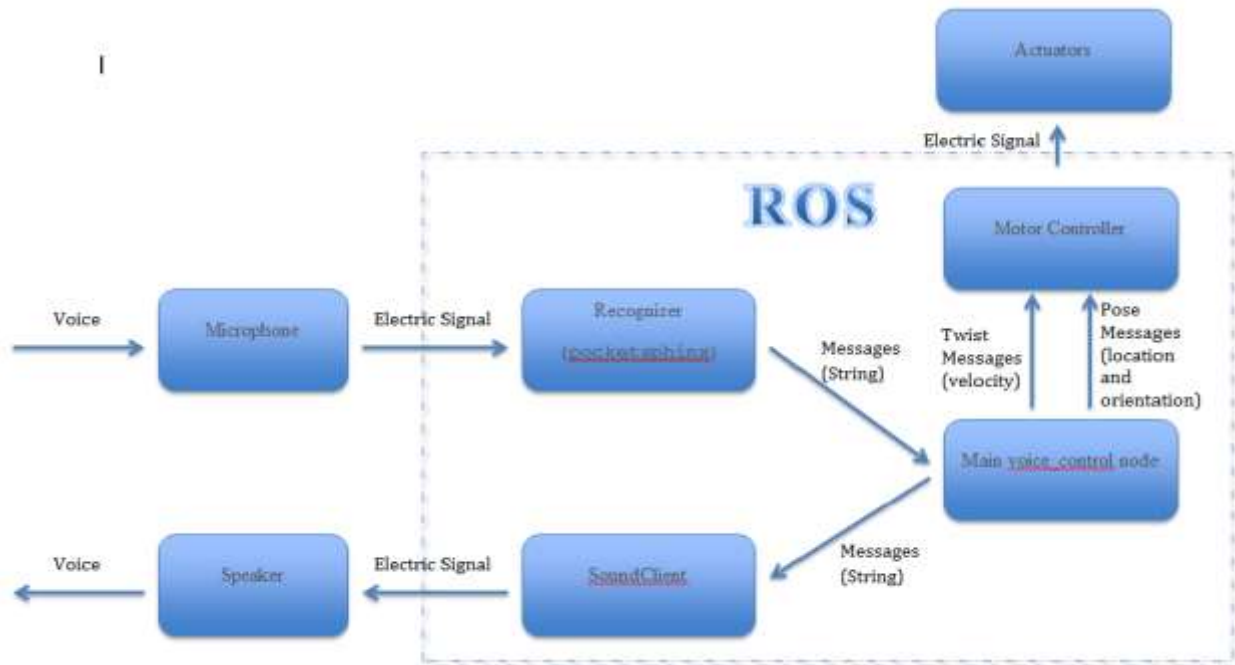 Actuators
Electric Signal
ROS
Motor Controller
Voice
Microphone
Electric Signal
Recognizer
(pocketsphinx)
Messages
(String)
Twist
Messages
(velocity)
Pose
Messages
(location
and
orientation)
Main voice_control node
Messages
(String)
Voice
Speaker
Electric Signal
SoundClient